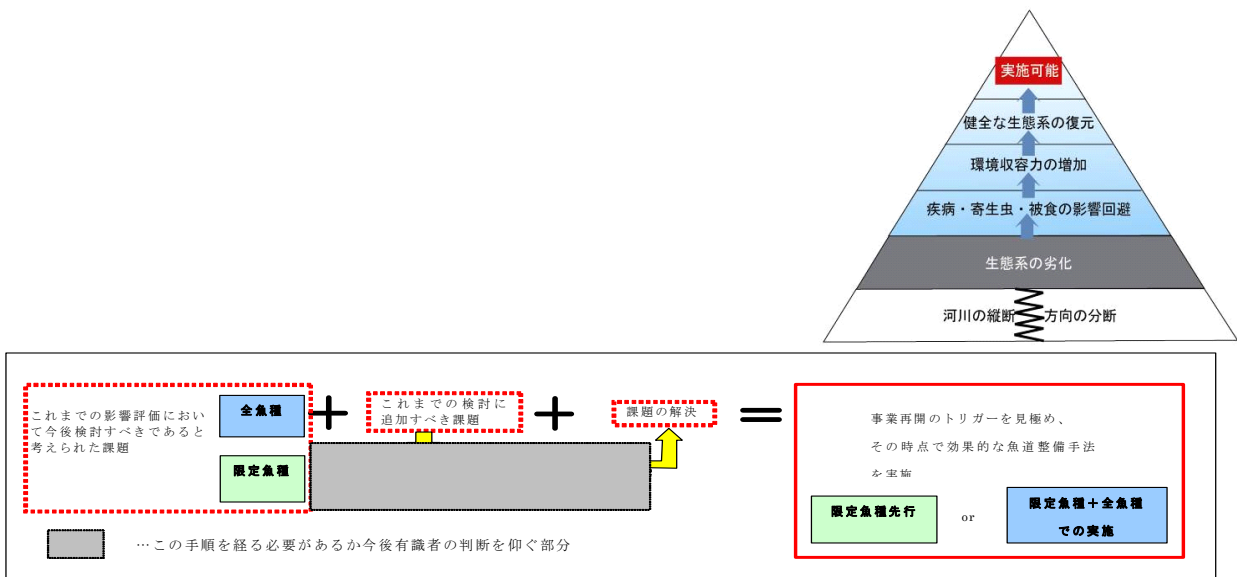 実施可能
健全な生態系の復元
環境収容力の増加
疾病・寄生虫・被食の影響回避
生態系の劣化
河川の縦断 方向の分断
これまでの影響評価におい
て今後検討すべきであると
考えられた課題
全魚種
限定魚種
+
これまでの検討に
追加すべき課題
+
課題の解決
=
事業再開のトリガーを見極め、
その時点で効果的な魚道整備手法
を実施
限定魚種先行
or
限定魚種+全魚種
での実施
…この手順を経る必要があるか今後有識者の判断を仰ぐ部分